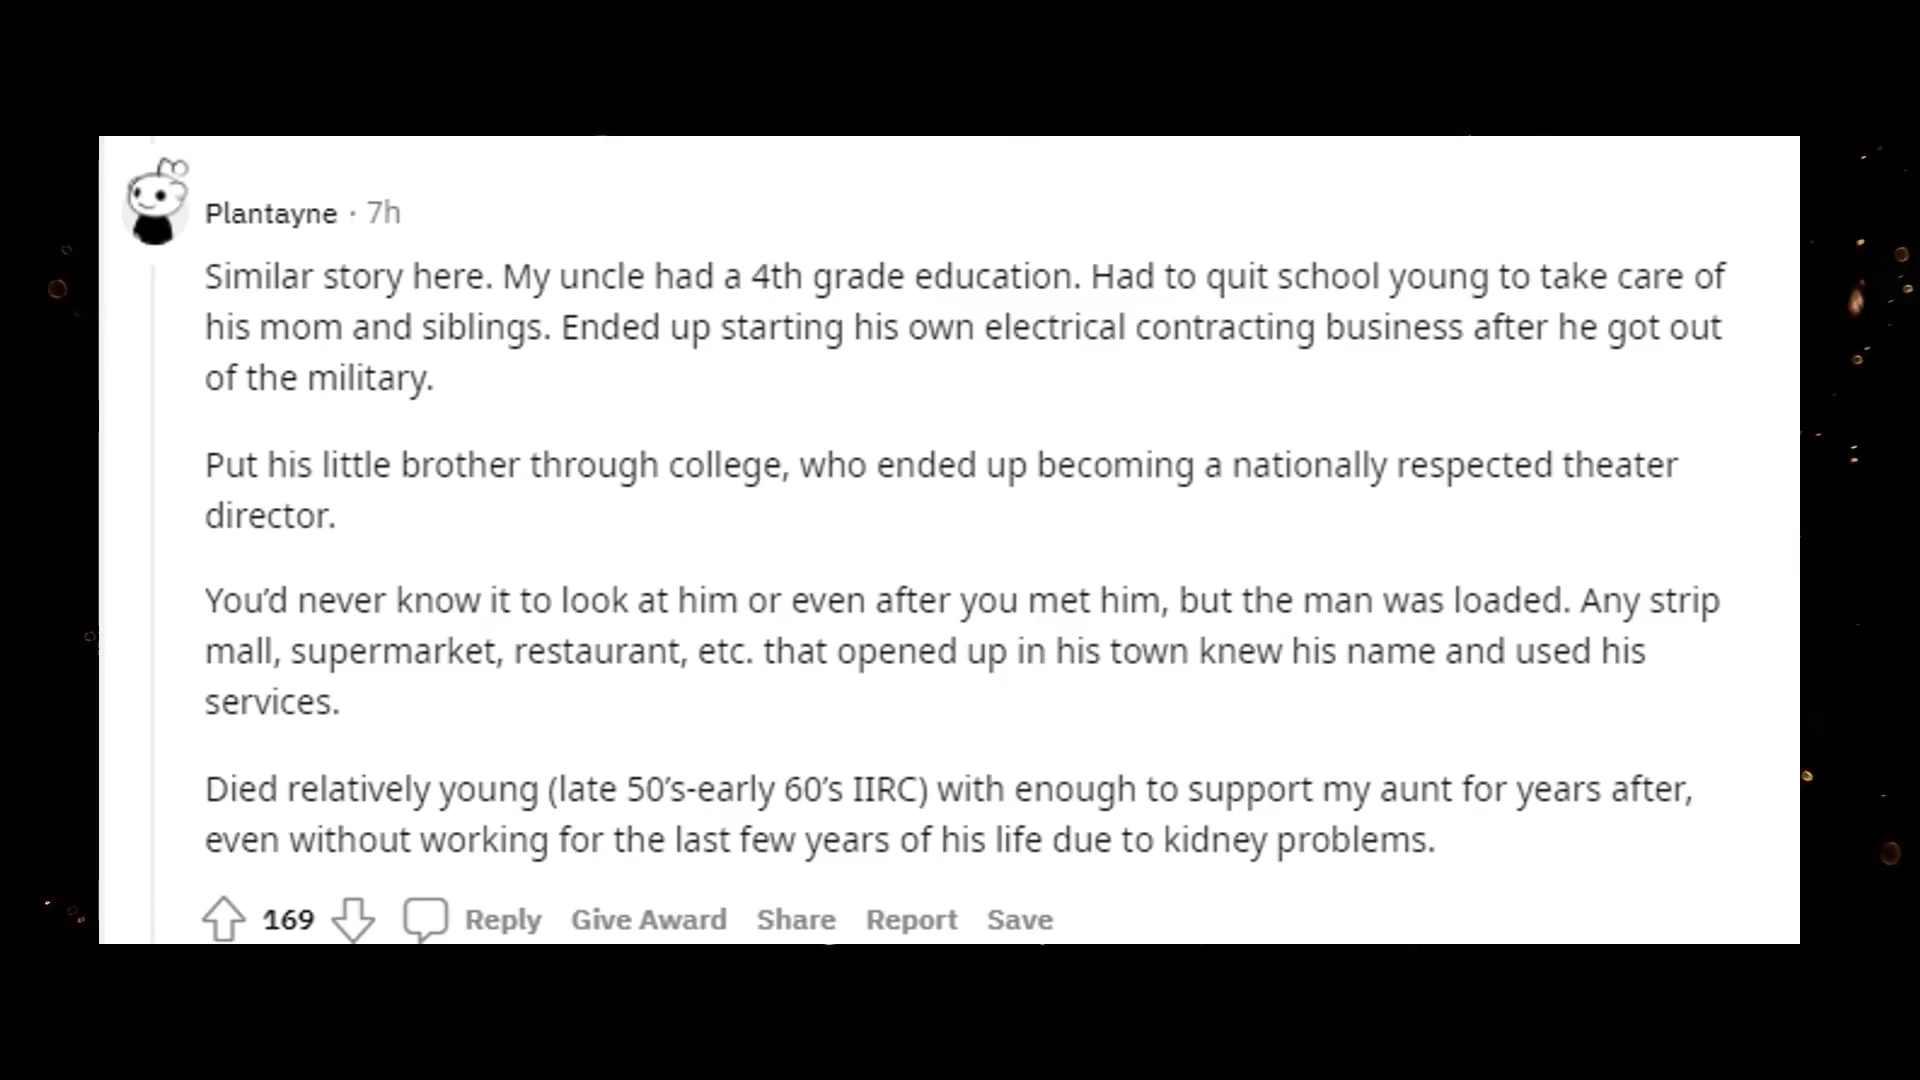 Plantayne · 7h
Similar story here. My uncle had a 4th grade education. Had to quit school young to take care of
his mom and siblings. Ended up starting his own electrical contracting business after he got out
of the military.
Put his little brother through college, who ended up becoming a nationally respected theater
director.
You’d never know it to look at him or even after you met him, but the man was loaded. Any strip
mall, supermarket, restaurant, etc. that opened up in his town knew his name and used his
services.
Died relatively young (late 50’s-early 60’s IIRC) with enough to support my aunt for years after,
even without working for the last few years of his life due to kidney problems.
169 Reply Give Award Share Report Save